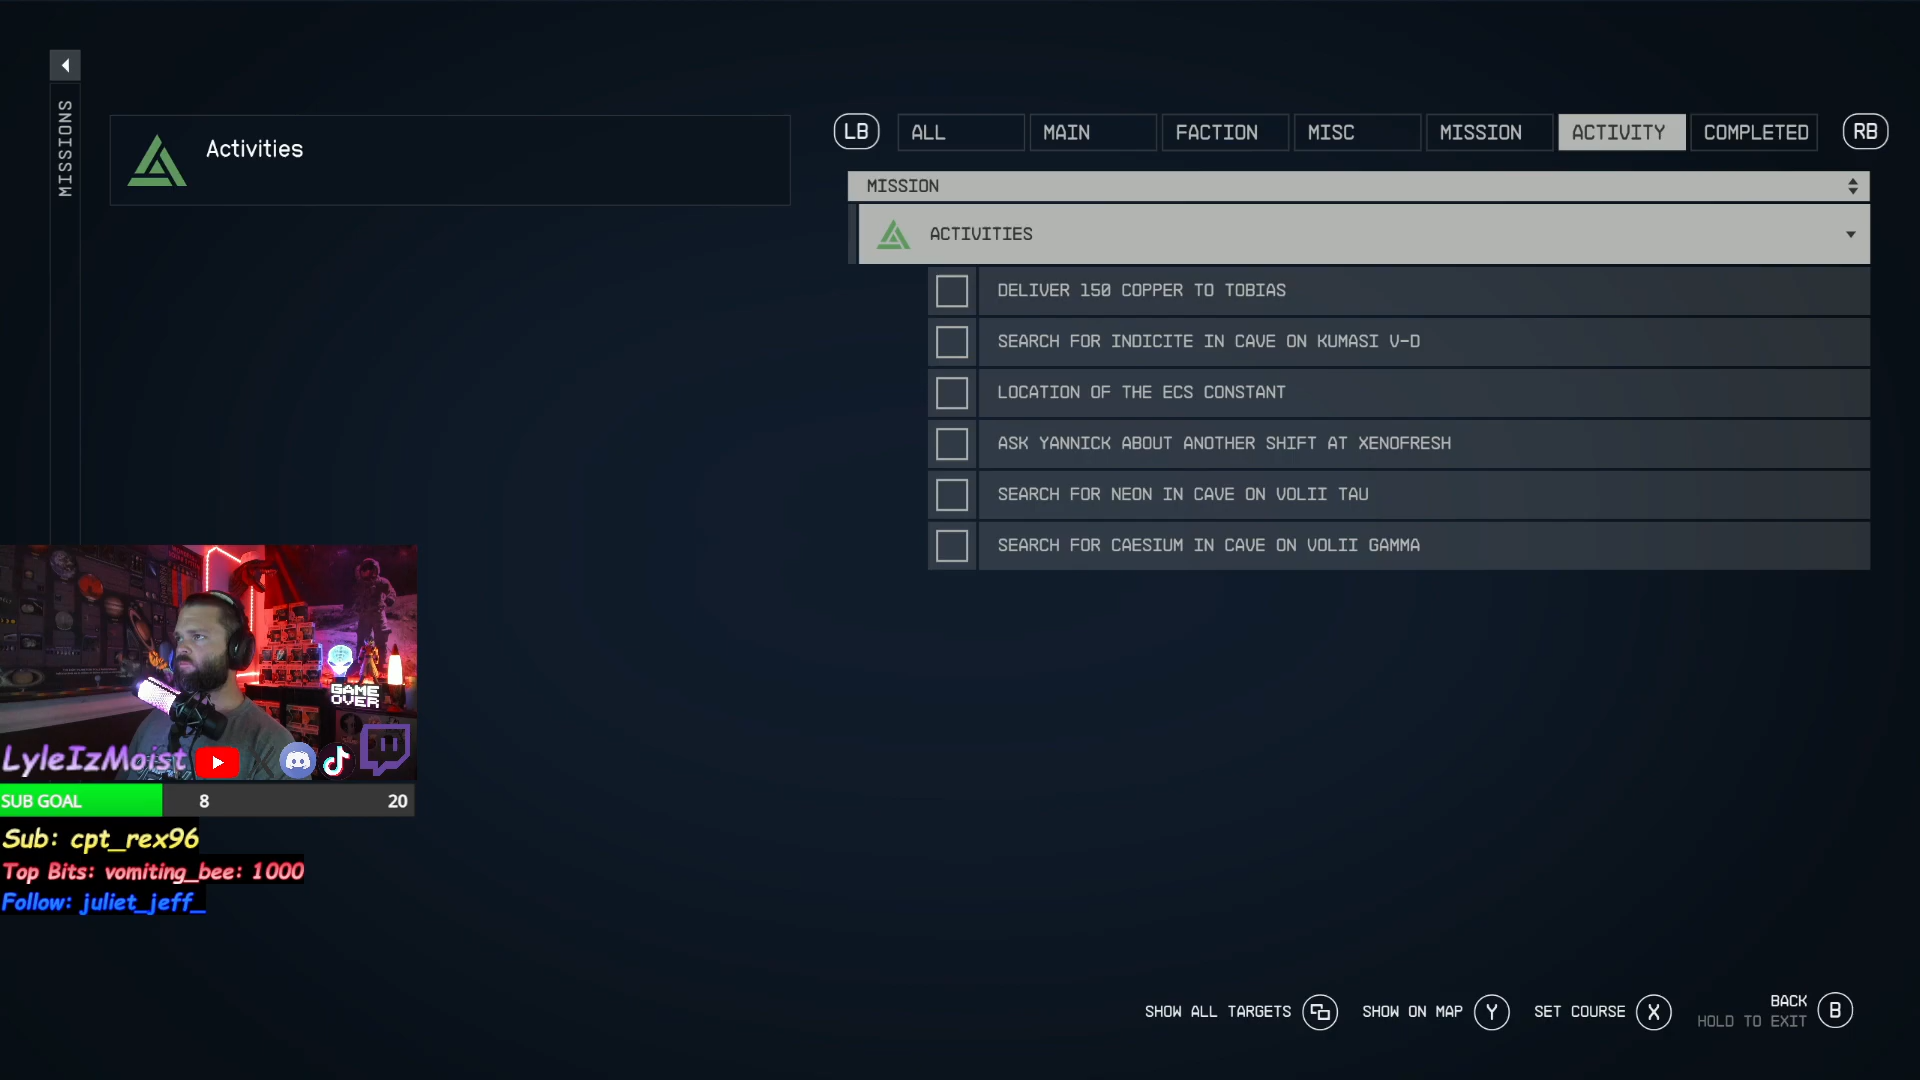 MISSIONS
Activities
LB
ALL
MAIN
FACTION
MISC
MISSION
ACTIVITY
COMPLETED
RB
MISSION
ACTIVITIES
DELIVER 150 COPPER TO TOBIAS
SEARCH FOR INDICITE IN CAVE ON KUMASI V-D
LOCATION OF THE ECS CONSTANT
ASK YANNICK ABOUT ANOTHER SHIFT AT XENOFRESH
SEARCH FOR NEON IN CAVE ON VOLII TAU
SEARCH FOR CAESIUM IN CAVE ON VOLII GAMMA
GAME
OVER
LyleIzMoist
SUB GOAL 8 20
Sub: cpt_rex96
Top Bits: vomiting_bee: 1000
Follow: juliet_jeff_
SHOW ALL TARGETS
SHOW ON MAP Y
SET COURSE X
BACK B
HOLD TO EXIT